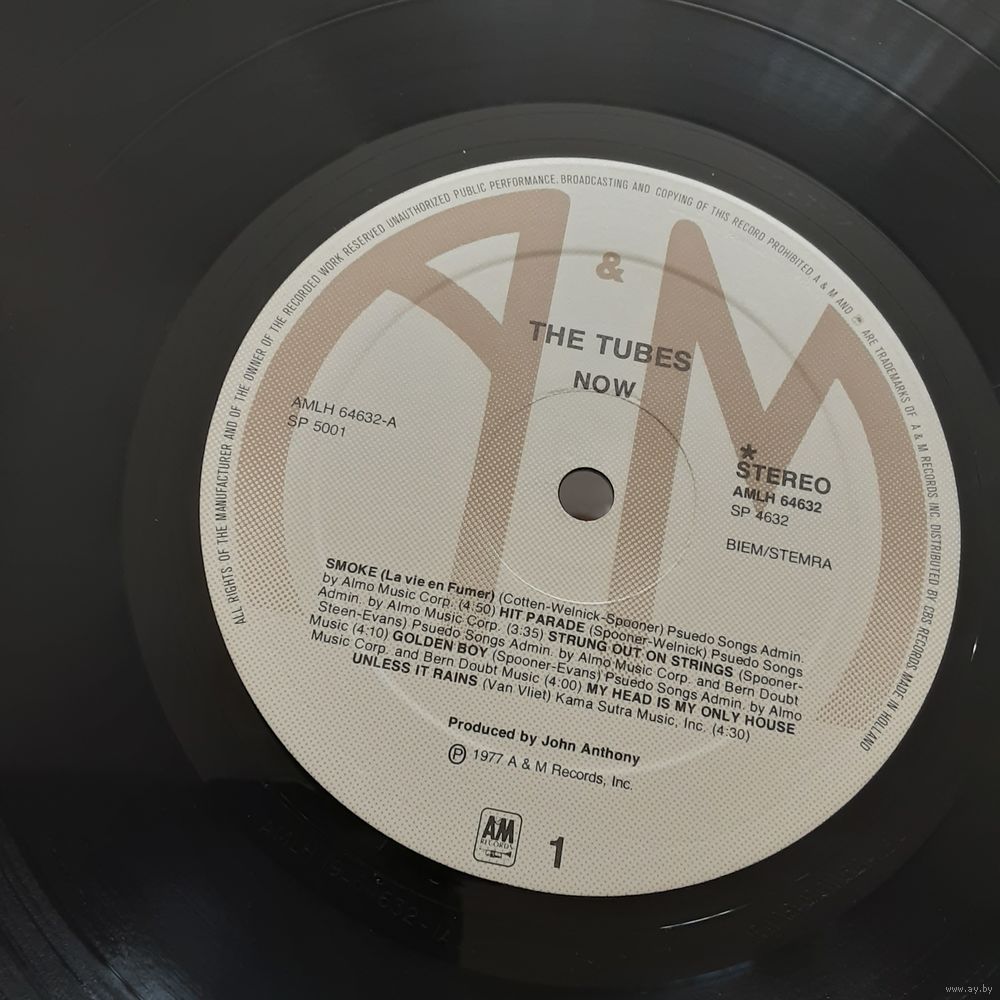 ALL RIGHTS OF THE MANUFACTURER AND OF THE OWNER OF THE RECORDED WORK RESERVED UNAUTHORIZED PUBLIC PERFORMANCE, BROADCASTING AND COPYING OF THIS RECORD PROHIBITED A & M AND ARE TRADEMARKS OF A & M RECORDS INC. DISTRIBUTED BY CBS RECORDS MADE IN HOLLAND
A & M
THE TUBES
NOW
AMLH 64632-A
SP 5001
*
STEREO
AMLH 64632
SP 4632
BIEM/STEMRA
SMOKE (La vie en Fumer) (Cotten-Welnick-Spooner) Psuedo Songs Admin.
by Almo Music Corp. (4:50) HIT PARADE (Spooner-Welnick) Psuedo Songs
Admin. by Almo Music Corp. (3:35) STRUNG OUT ON STRINGS (Spooner-
Steen-Evans) Psuedo Songs Admin. by Almo Music Corp. and Bern Doubt
Music (4:10) GOLDEN BOY (Spooner-Evans) Psuedo Songs Admin. by Almo
Music Corp. and Bern Doubt Music (4:00) MY HEAD IS MY ONLY HOUSE
UNLESS IT RAINS (Van Vliet) Kama Sutra Music, Inc. (4:30)
Produced by John Anthony
Ⓟ 1977 A & M Records, Inc.
AM
RECORDS
1
www.ay.by